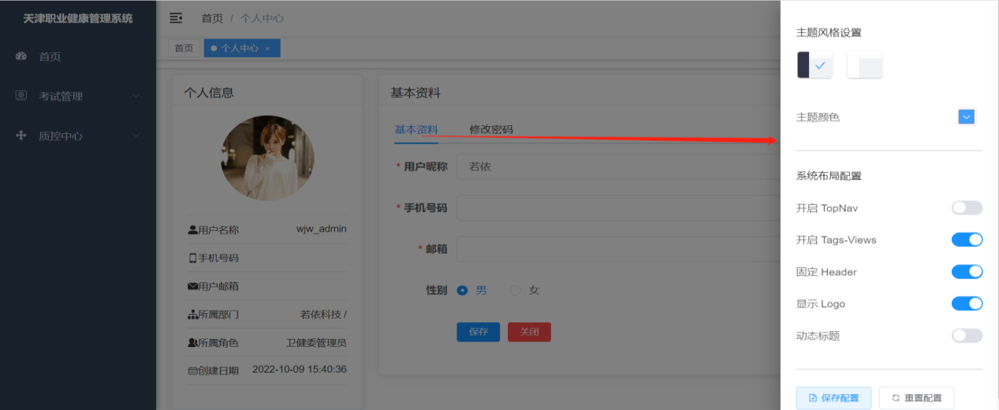 天津职业健康管理系统
首页
考试管理
质控中心
首页 / 个人中心
首页
个人中心 ×
个人信息
用户名称 wjw_admin
手机号码
用户邮箱
所属部门 若依科技 /
所属角色 卫健委管理员
创建日期 2022-10-09 15:40:36
基本资料
基本资料 修改密码
* 用户昵称 若依
* 手机号码
* 邮箱
性别 男 女
保存 关闭
主题风格设置
主题颜色
系统布局配置
开启 TopNav
开启 Tags-Views
固定 Header
显示 Logo
动态标题
保存配置 重置配置